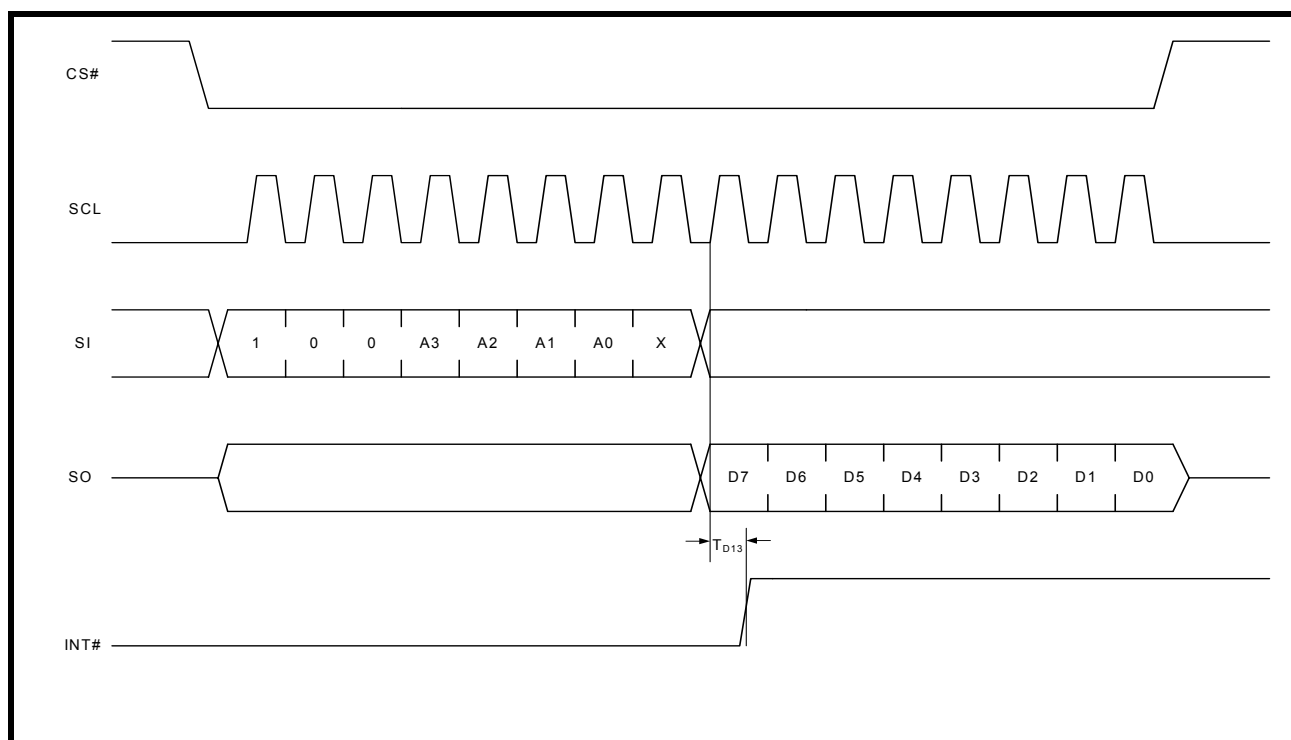 CS#
SCL
SI
1 0 0 A3 A2 A1 A0 X
SO
D7 D6 D5 D4 D3 D2 D1 D0
TD13
INT#